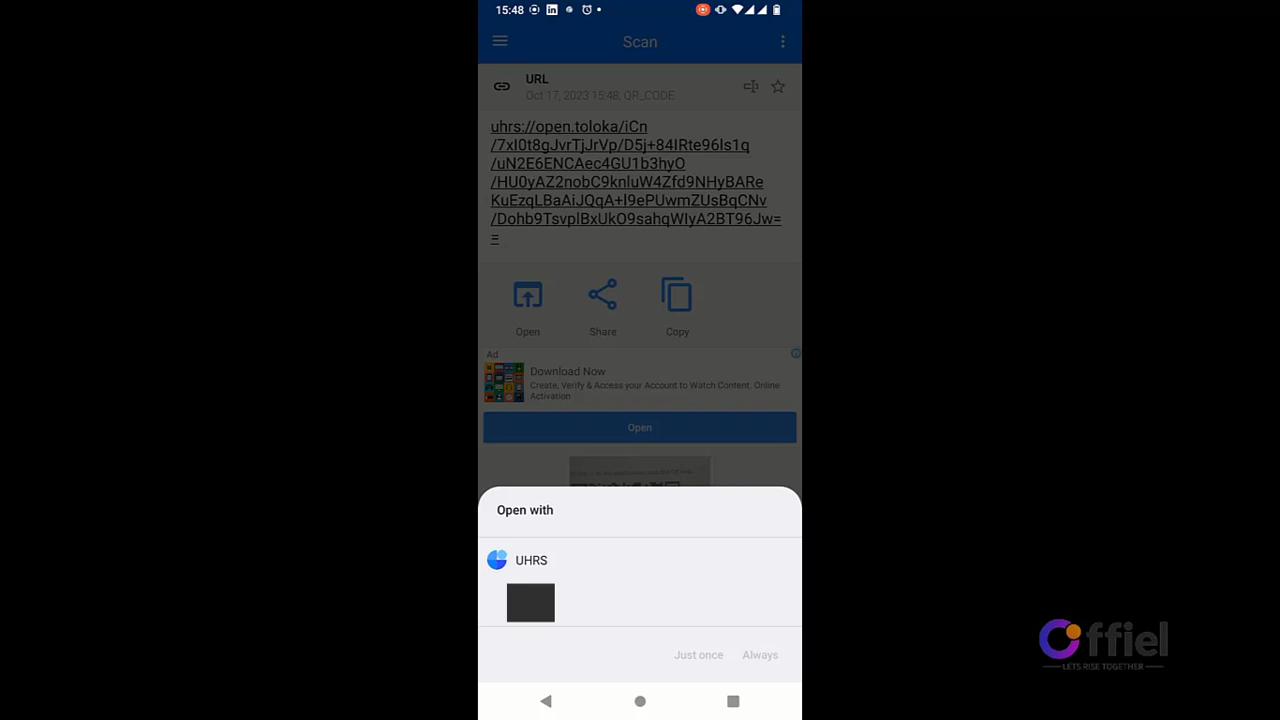 15:48
Scan
URL
Oct 17, 2023 15:48, QR_CODE
uhrs://open.toloka/iCn
/7xI0t8gJvrTjJrVp/D5j+84IRte96ls1q
/uN2E6ENCAec4GU1b3hyO
/HU0yAZ2nobC9knluW4Zfd9NHyBARe
KuEzqLBaAiJQqA+l9ePUwmZUsBqCNv
/Dohb9TsvplBxUkO9sahqWIyA2BT96Jw=
=
Open Share Copy
Ad
Download Now
Create, Verify & Access your Account to Watch Content. Online
Activation
Open
Open with
UHRS
Just once Always
Offiel
LETS RISE TOGETHER